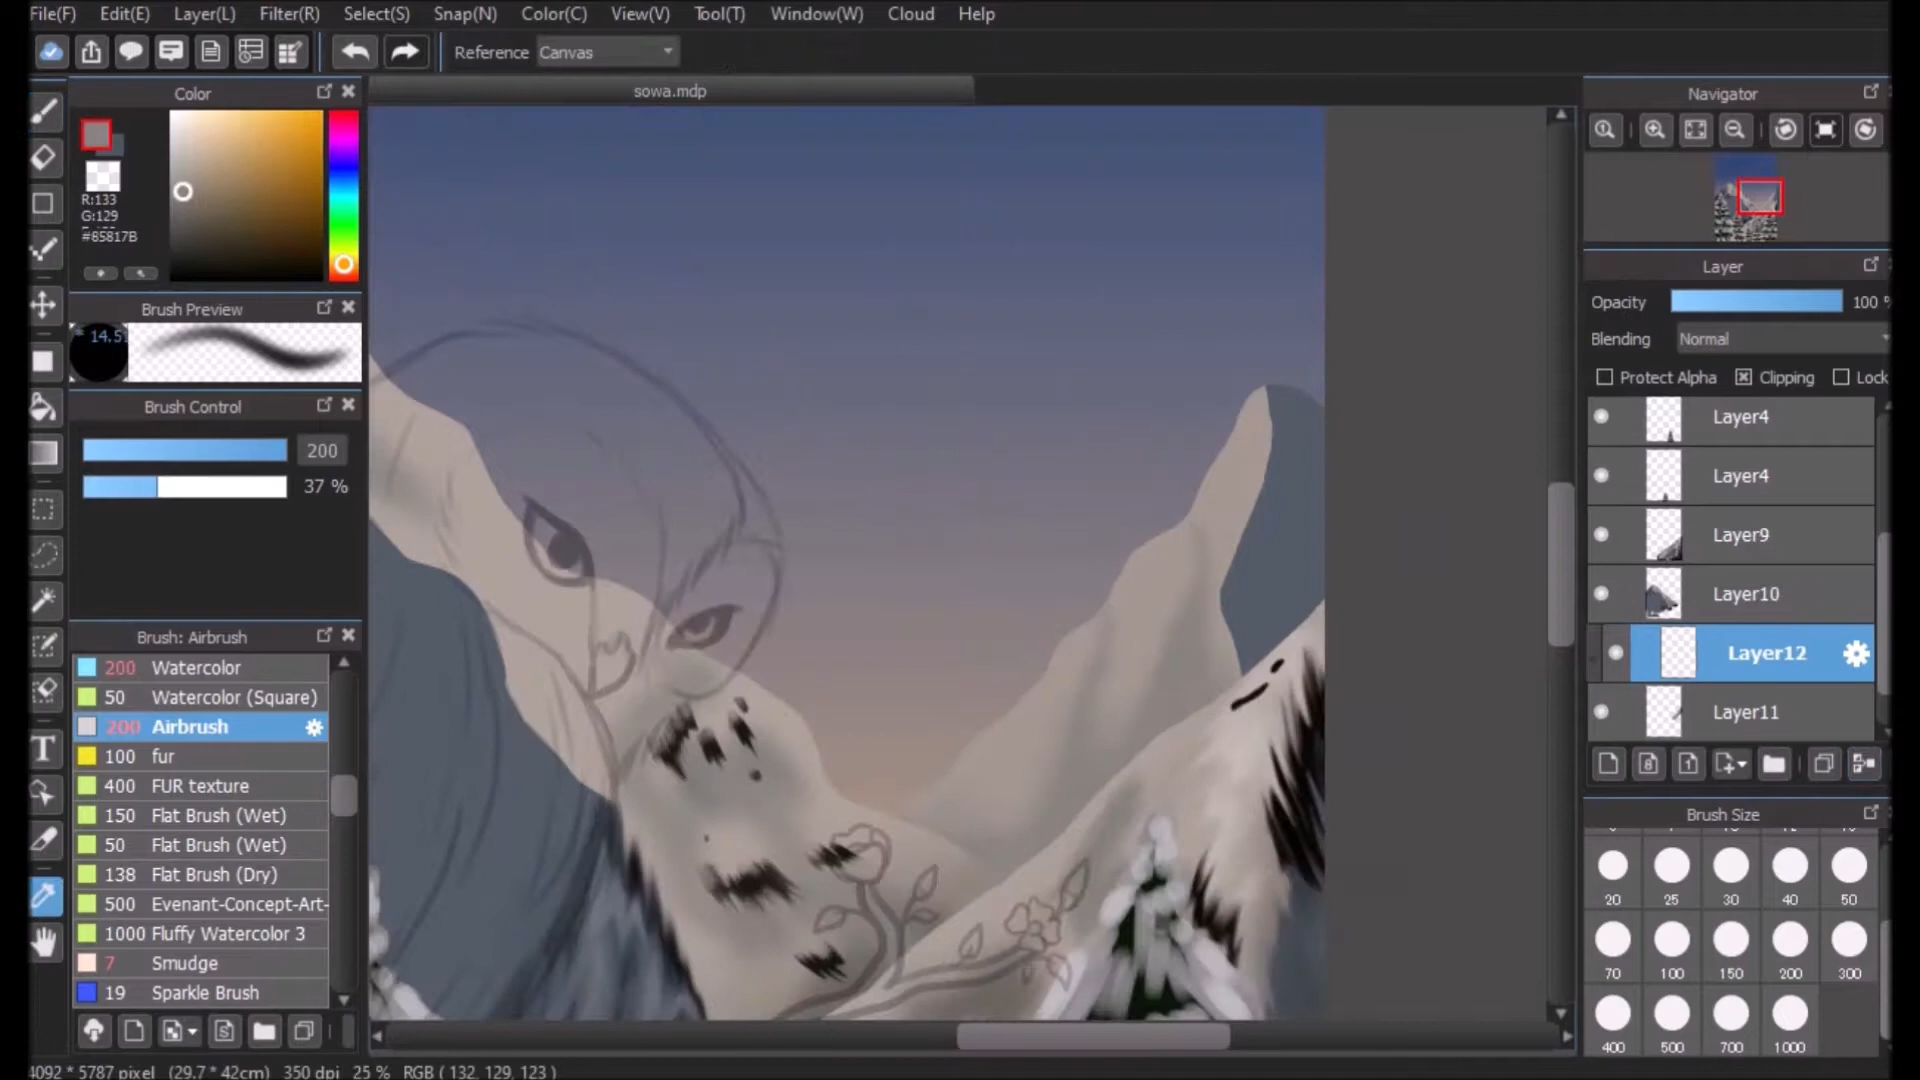 File(F) Edit(E) Layer(L) Filter(R) Select(S) Snap(N) Color(C) View(V) Tool(T) Window(W) Cloud Help
Reference Canvas
Color
sowa.mdp
R:133
G:129
#85817B
Brush Preview
* 14.5
Brush Control
200
37 %
Brush: Airbrush
200 Watercolor
50 Watercolor (Square)
200 Airbrush
100 fur
400 FUR texture
150 Flat Brush (Wet)
50 Flat Brush (Wet)
138 Flat Brush (Dry)
500 Evenant-Concept-Art-
1000 Fluffy Watercolor 3
7 Smudge
19 Sparkle Brush
Navigator
Layer
Opacity 100 %
Blending Normal
Protect Alpha Clipping Lock
Layer4
Layer4
Layer9
Layer10
Layer12
Layer11
Brush Size
20 25 30 40 50
70 100 150 200 300
400 500 700 1000
4092 * 5787 pixel (29.7 * 42cm) 350 dpi 25 % RGB ( 132, 129, 123 )